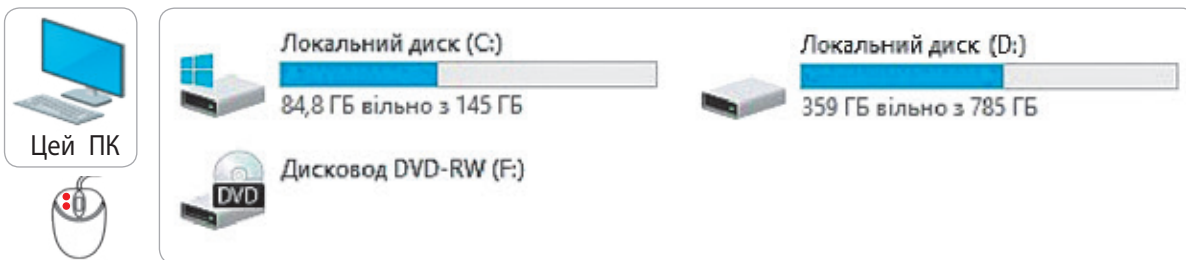 Цей ПК
Локальний диск (C:)
84,8 ГБ вільно з 145 ГБ
Локальний диск (D:)
359 ГБ вільно з 785 ГБ
Дисковод DVD-RW (F:)
DVD